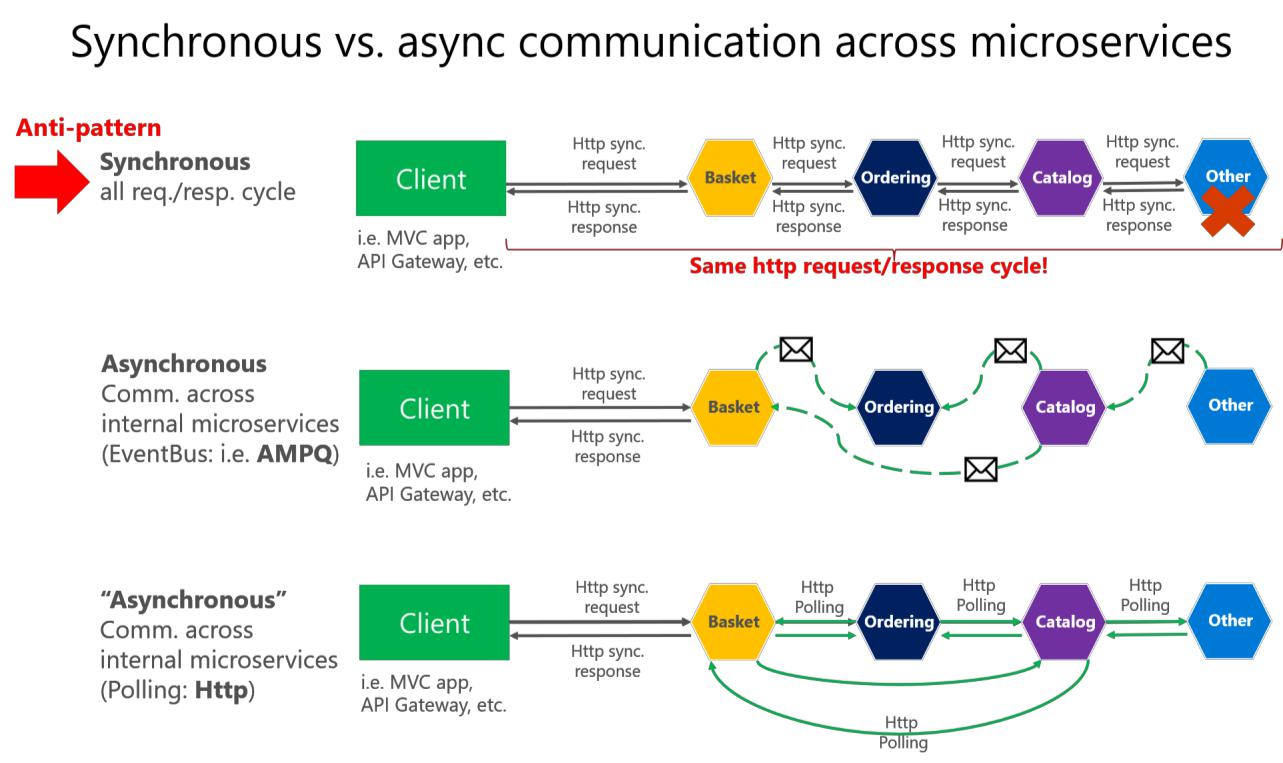 Synchronous vs. async communication across microservices
Anti-pattern
Synchronous
all req./resp. cycle
Client
i.e. MVC app,
API Gateway, etc.
Http sync.
request
Http sync.
response
Basket
Http sync.
request
Http sync.
response
Ordering
Http sync.
request
Http sync.
response
Catalog
Http sync.
request
Http sync.
response
Other
Same http request/response cycle!
Asynchronous
Comm. across
internal microservices
(EventBus: i.e. AMPQ)
Client
i.e. MVC app,
API Gateway, etc.
Http sync.
request
Http sync.
response
Basket
Ordering
Catalog
Other
“Asynchronous”
Comm. across
internal microservices
(Polling: Http)
Client
i.e. MVC app,
API Gateway, etc.
Http sync.
request
Http sync.
response
Basket
Http
Polling
Ordering
Http
Polling
Catalog
Http
Polling
Other
Http
Polling